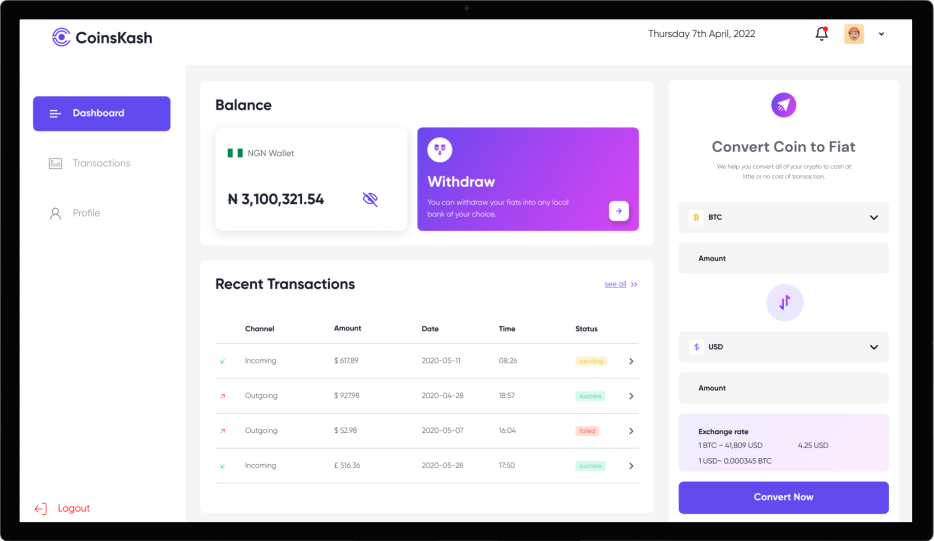 CoinsKash
Thursday 7th April, 2022
Dashboard
Transactions
Profile
Logout
Balance
NGN Wallet
₦ 3,100,321.54
Withdraw
You can withdraw your fiats into any local
bank of your choice.
Recent Transactions
see all
Channel Amount Date Time Status
Incoming $ 617.89 2020-05-11 08:26 pending
Outgoing $ 927.98 2020-04-28 18:57 success
Outgoing $ 52.98 2020-05-07 16:04 failed
Incoming £ 516.36 2020-05-28 17:50 success
Convert Coin to Fiat
We help you convert all of your crypto to cash at
little or no cost of transaction.
BTC
Amount
$ USD
Amount
Exchange rate
1 BTC ~ 41,809 USD 4.25 USD
1 USD~ 0.000345 BTC
Convert Now